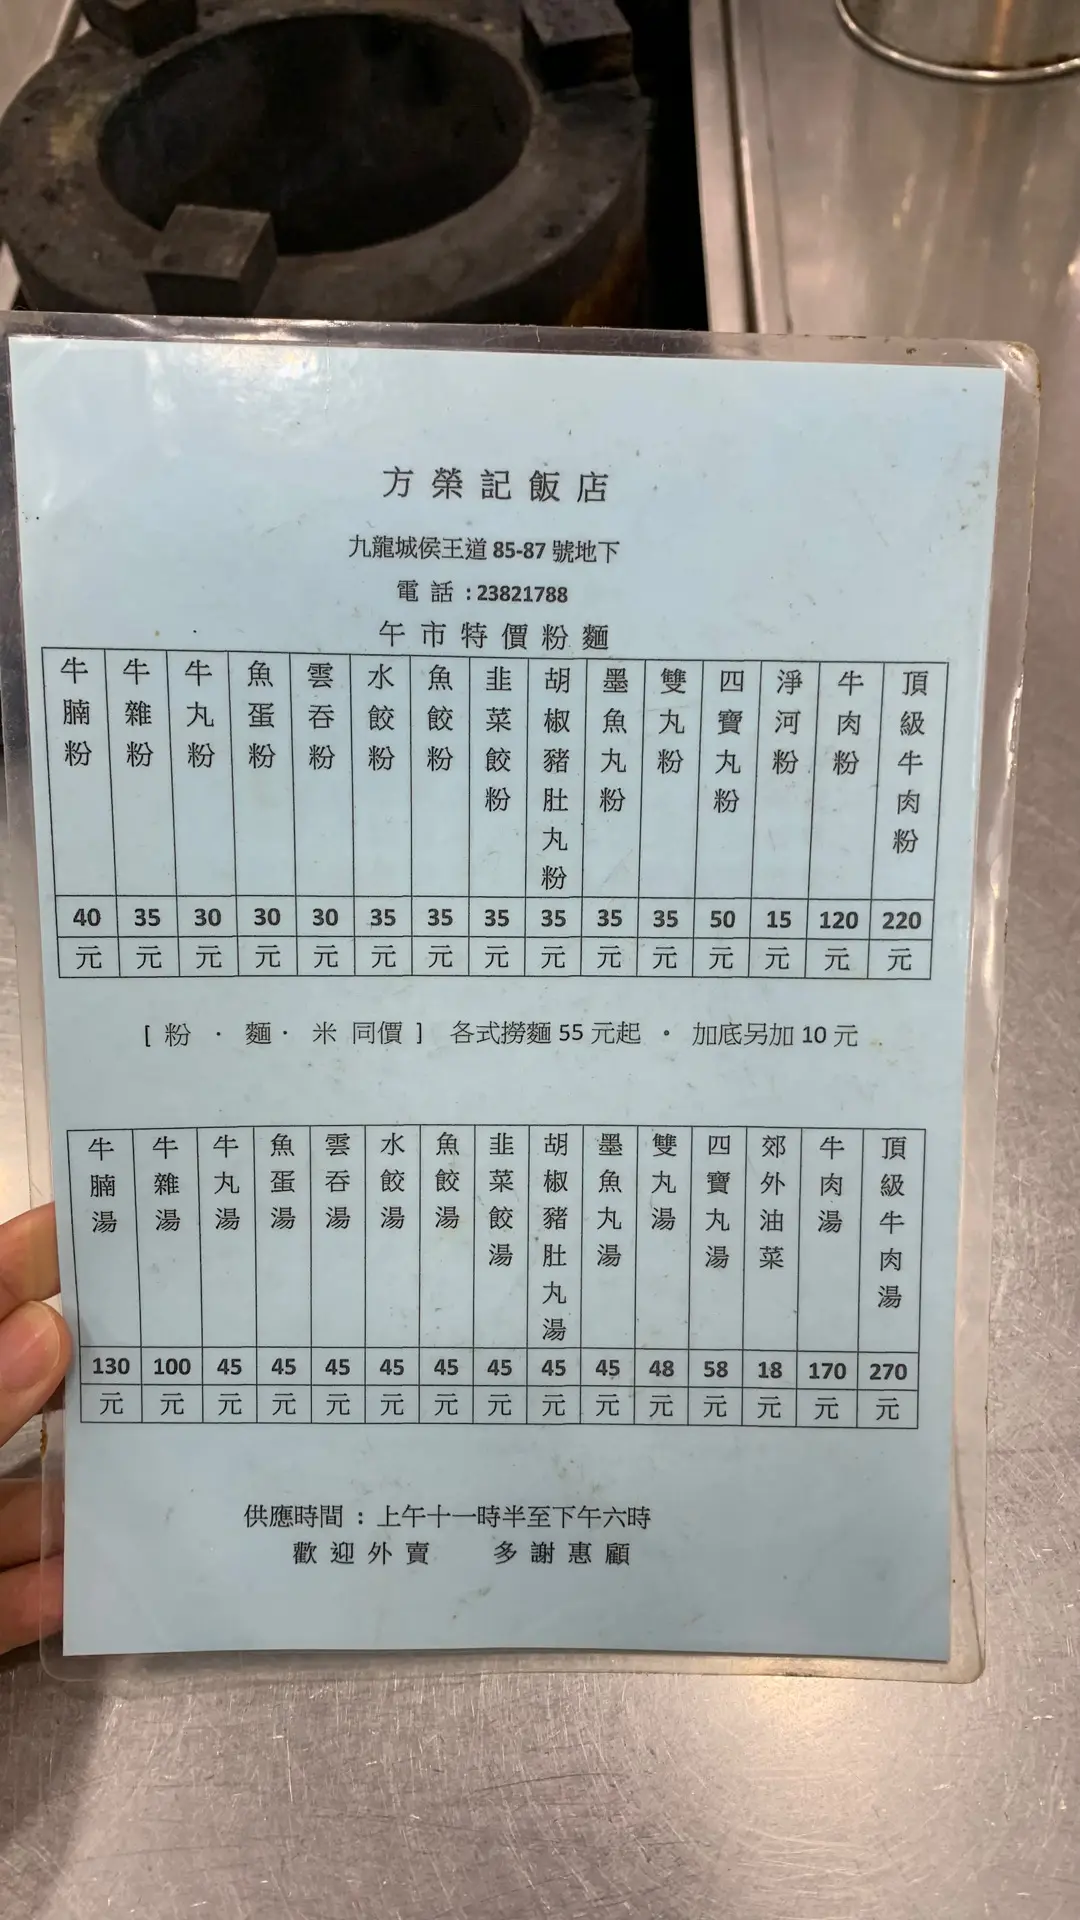 方榮記飯店
九龍城侯王道 85-87 號地下
電話 : 23821788
午市特價粉麵
牛腩粉 牛雜粉 牛丸粉 魚蛋粉 雲吞粉 水餃粉 魚餃粉 韭菜餃粉 胡椒豬肚丸粉 墨魚丸粉 雙丸粉 四寶丸粉 淨河粉 牛肉粉 頂級牛肉粉
40 35 30 30 30 35 35 35 35 35 35 50 15 120 220
元 元 元 元 元 元 元 元 元 元 元 元 元 元 元
[ 粉 · 麵 · 米 同價 ] 各式撈麵 55 元起 • 加底另加 10 元
牛腩湯 牛雜湯 牛丸湯 魚蛋湯 雲吞湯 水餃湯 魚餃湯 韭菜餃湯 胡椒豬肚丸湯 墨魚丸湯 雙丸湯 四寶丸湯 郊外油菜 牛肉湯 頂級牛肉湯
130 100 45 45 45 45 45 45 45 45 48 58 18 170 270
元 元 元 元 元 元 元 元 元 元 元 元 元 元 元
供應時間 : 上午十一時半至下午六時
歡迎外賣 多謝惠顧